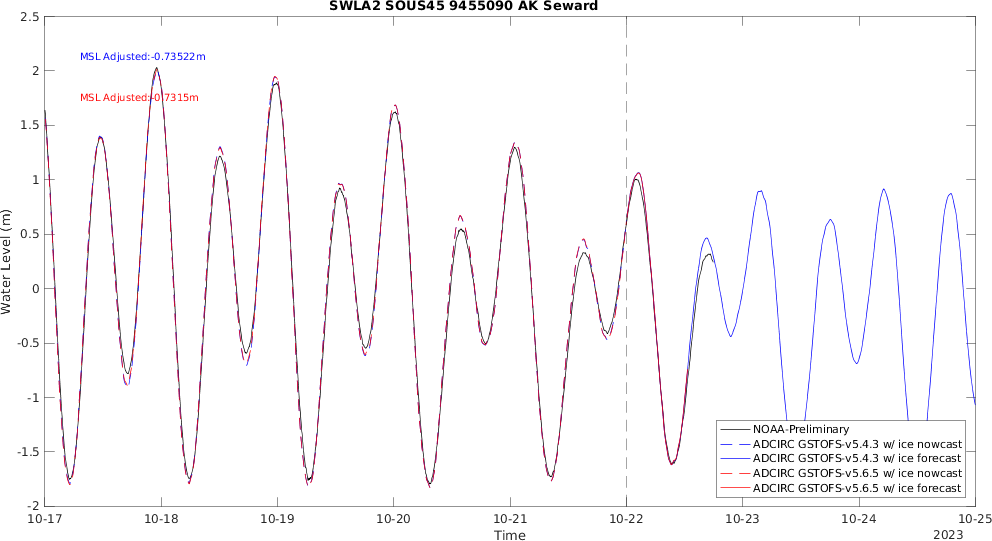 SWLA2 SOUS45 9455090 AK Seward
2.5
MSL Adjusted:-0.73522m
2
MSL Adjusted:-0.7315m
1.5
1
0.5
0
-0.5
-1
-1.5
-2
Water Level (m)
NOAA-Preliminary
ADCIRC GSTOFS-v5.4.3 w/ ice nowcast
ADCIRC GSTOFS-v5.4.3 w/ ice forecast
ADCIRC GSTOFS-v5.6.5 w/ ice nowcast
ADCIRC GSTOFS-v5.6.5 w/ ice forecast
10-17 10-18 10-19 10-20 10-21 10-22 10-23 10-24 10-25
Time
2023